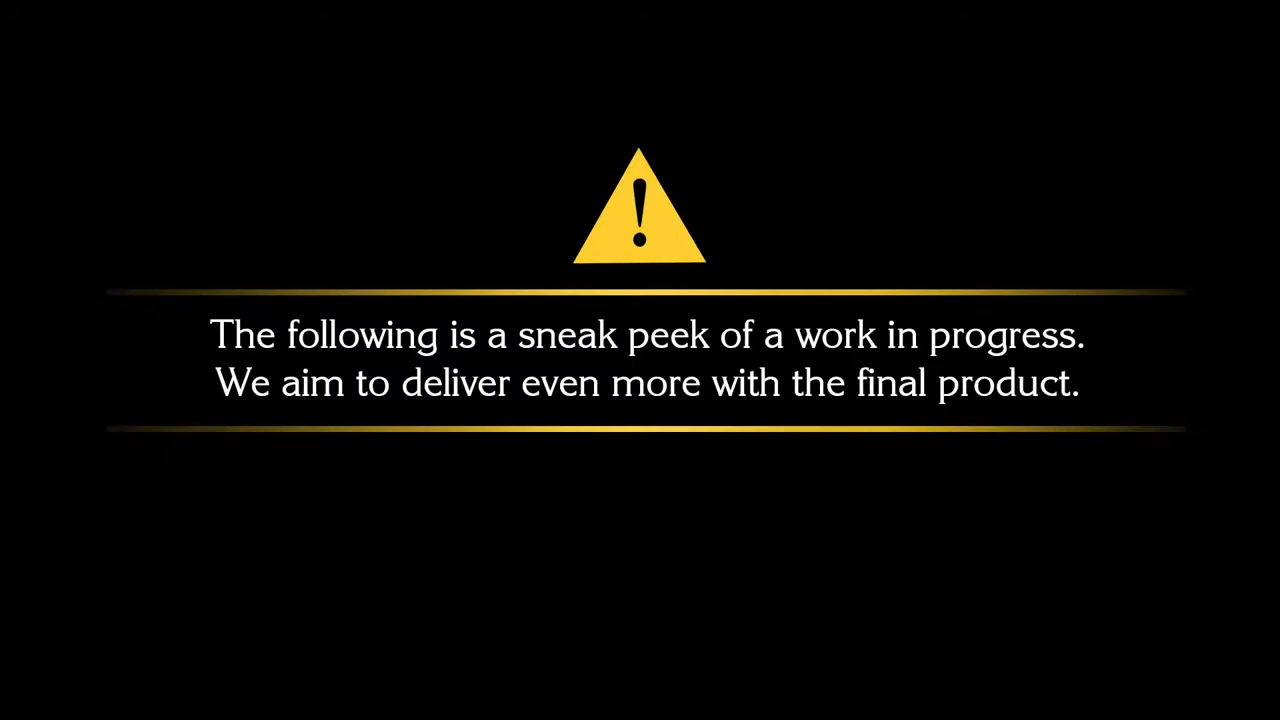 The following is a sneak peek of a work in progress.
We aim to deliver even more with the final product.